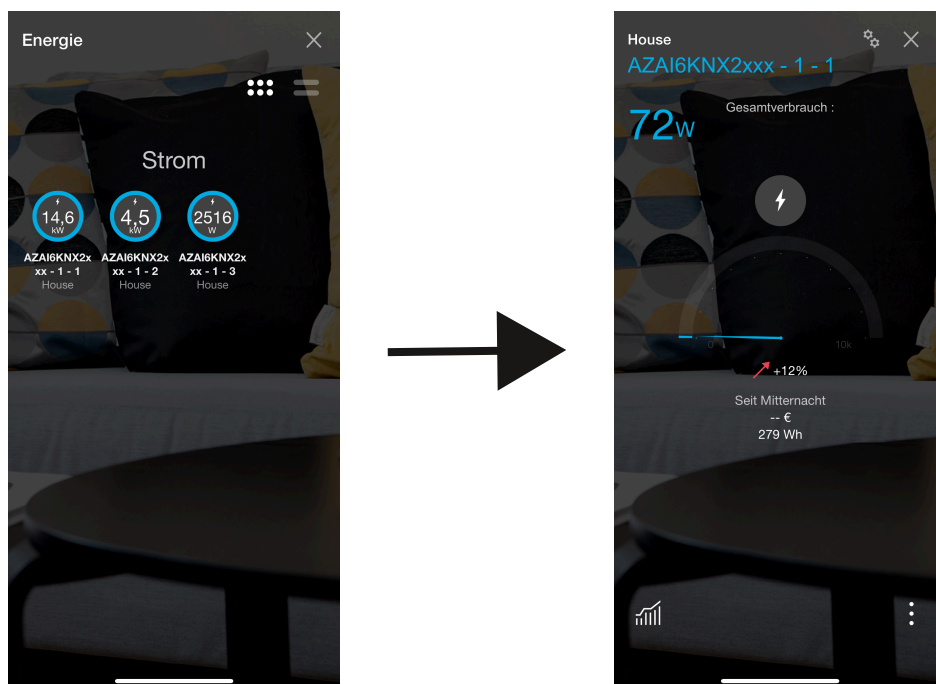 Energie
Strom
14,6
kW
4,5
kW
2516
W
AZAI6KNX2x
xx - 1 - 1
House
AZAI6KNX2x
xx - 1 - 2
House
AZAI6KNX2x
xx - 1 - 3
House
House
AZAI6KNX2xxx - 1 - 1
Gesamtverbrauch :
72W
0
10k
+12%
Seit Mitternacht
-- €
279 Wh